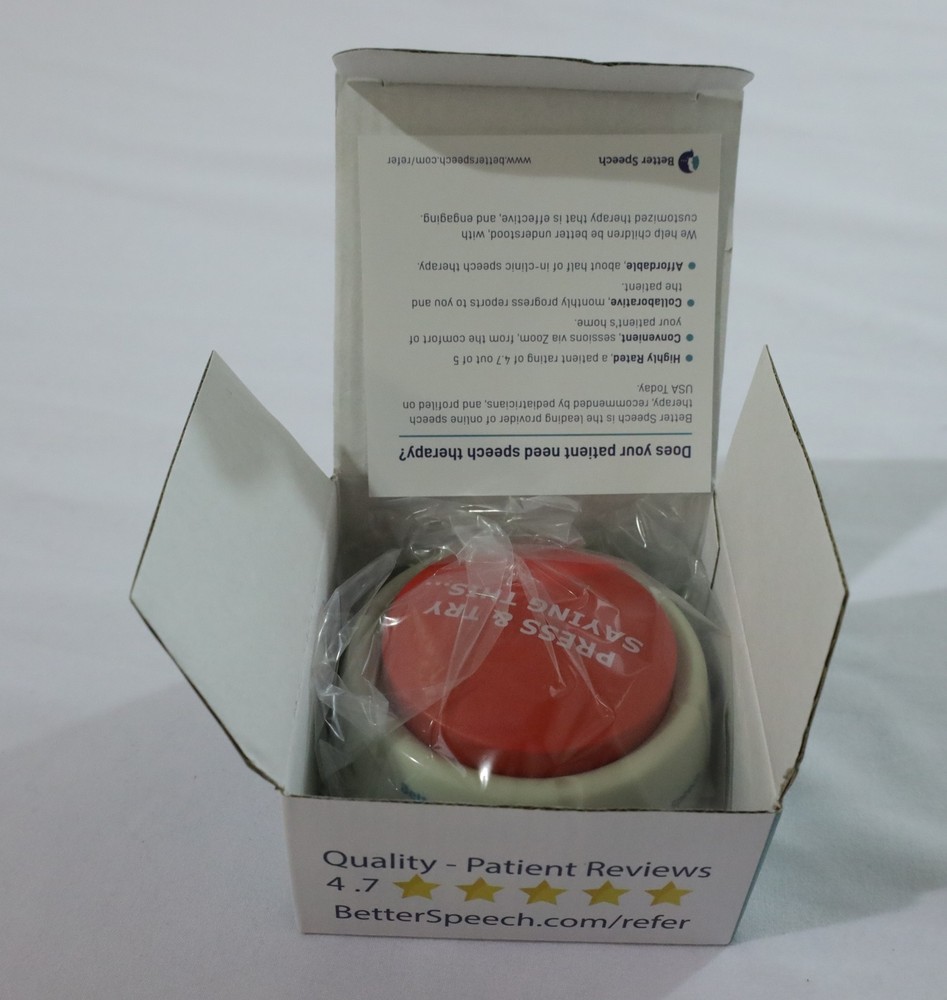 Does your patient need speech therapy?
Better Speech is the leading provider of online speech
therapy, recommended by pediatricians, and profiled on
USA Today.
• Highly Rated, a patient rating of 4.7 out of 5
• Convenient, sessions via Zoom, from the comfort of
your patient's home.
• Collaborative, monthly progress reports to you and
the patient.
• Affordable, about half of in-clinic speech therapy.
We help children be better understood, with
customized therapy that is effective, and engaging.
Better Speech
www.betterspeech.com/refer
PRESS & TRY
SAYING THIS...
Quality - Patient Reviews
4.7
BetterSpeech.com/refer